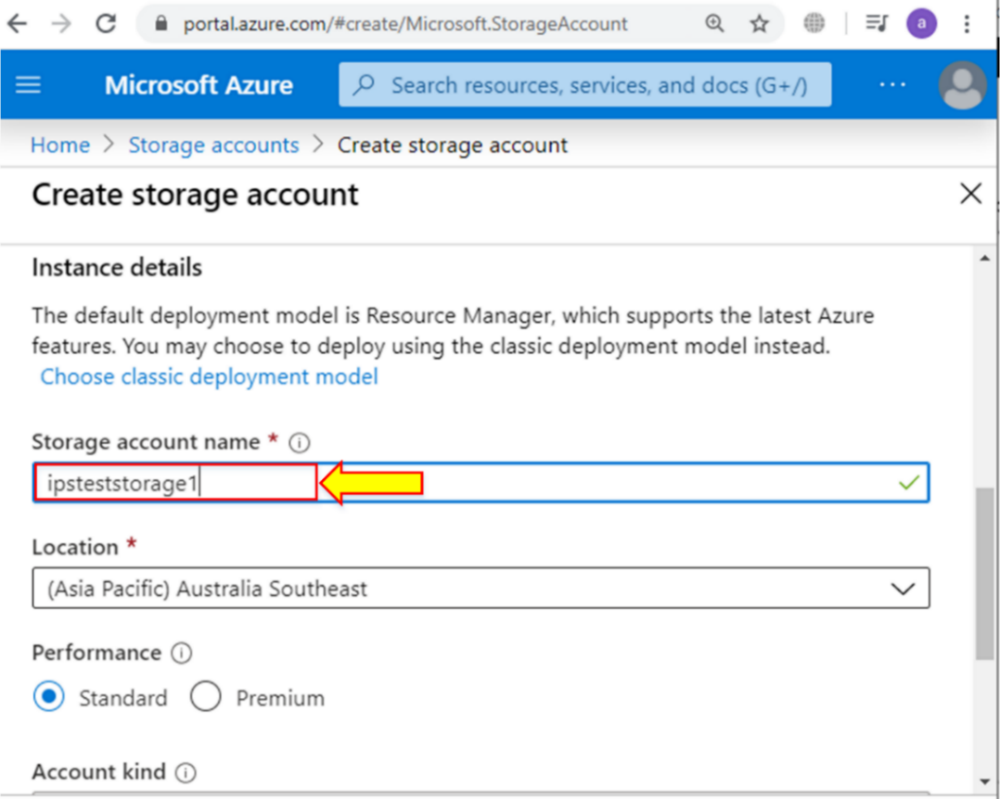 portal.azure.com/#create/Microsoft.StorageAccount
a
Microsoft Azure
Search resources, services, and docs (G+/)
Home > Storage accounts > Create storage account
Create storage account
Instance details
The default deployment model is Resource Manager, which supports the latest Azure
features. You may choose to deploy using the classic deployment model instead.
Choose classic deployment model
Storage account name *
ipsteststorage1
Location *
(Asia Pacific) Australia Southeast
Performance
Standard Premium
Account kind